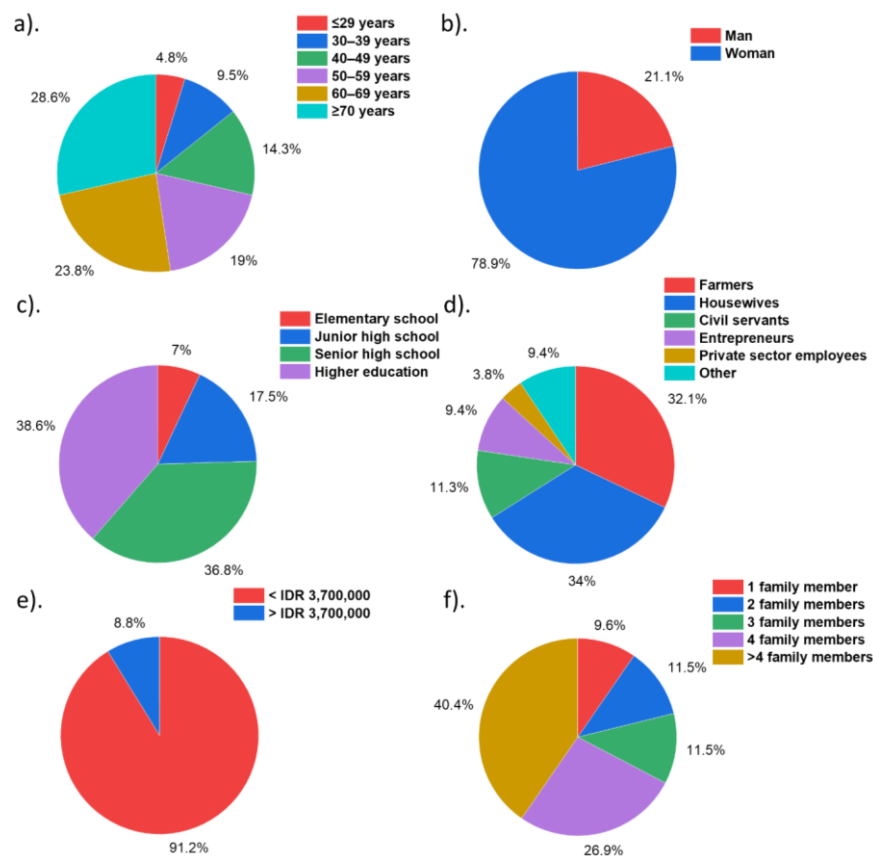 a).
≤29 years
30–39 years
40–49 years
50–59 years
60–69 years
≥70 years
4.8%
9.5%
14.3%
19%
23.8%
28.6%
b).
Man
Woman
21.1%
78.9%
c).
Elementary school
Junior high school
Senior high school
Higher education
7%
17.5%
36.8%
38.6%
d).
Farmers
Housewives
Civil servants
Entrepreneurs
Private sector employees
Other
32.1%
34%
11.3%
9.4%
3.8%
9.4%
e).
< IDR 3,700,000
> IDR 3,700,000
8.8%
91.2%
f).
1 family member
2 family members
3 family members
4 family members
>4 family members
9.6%
11.5%
11.5%
26.9%
40.4%